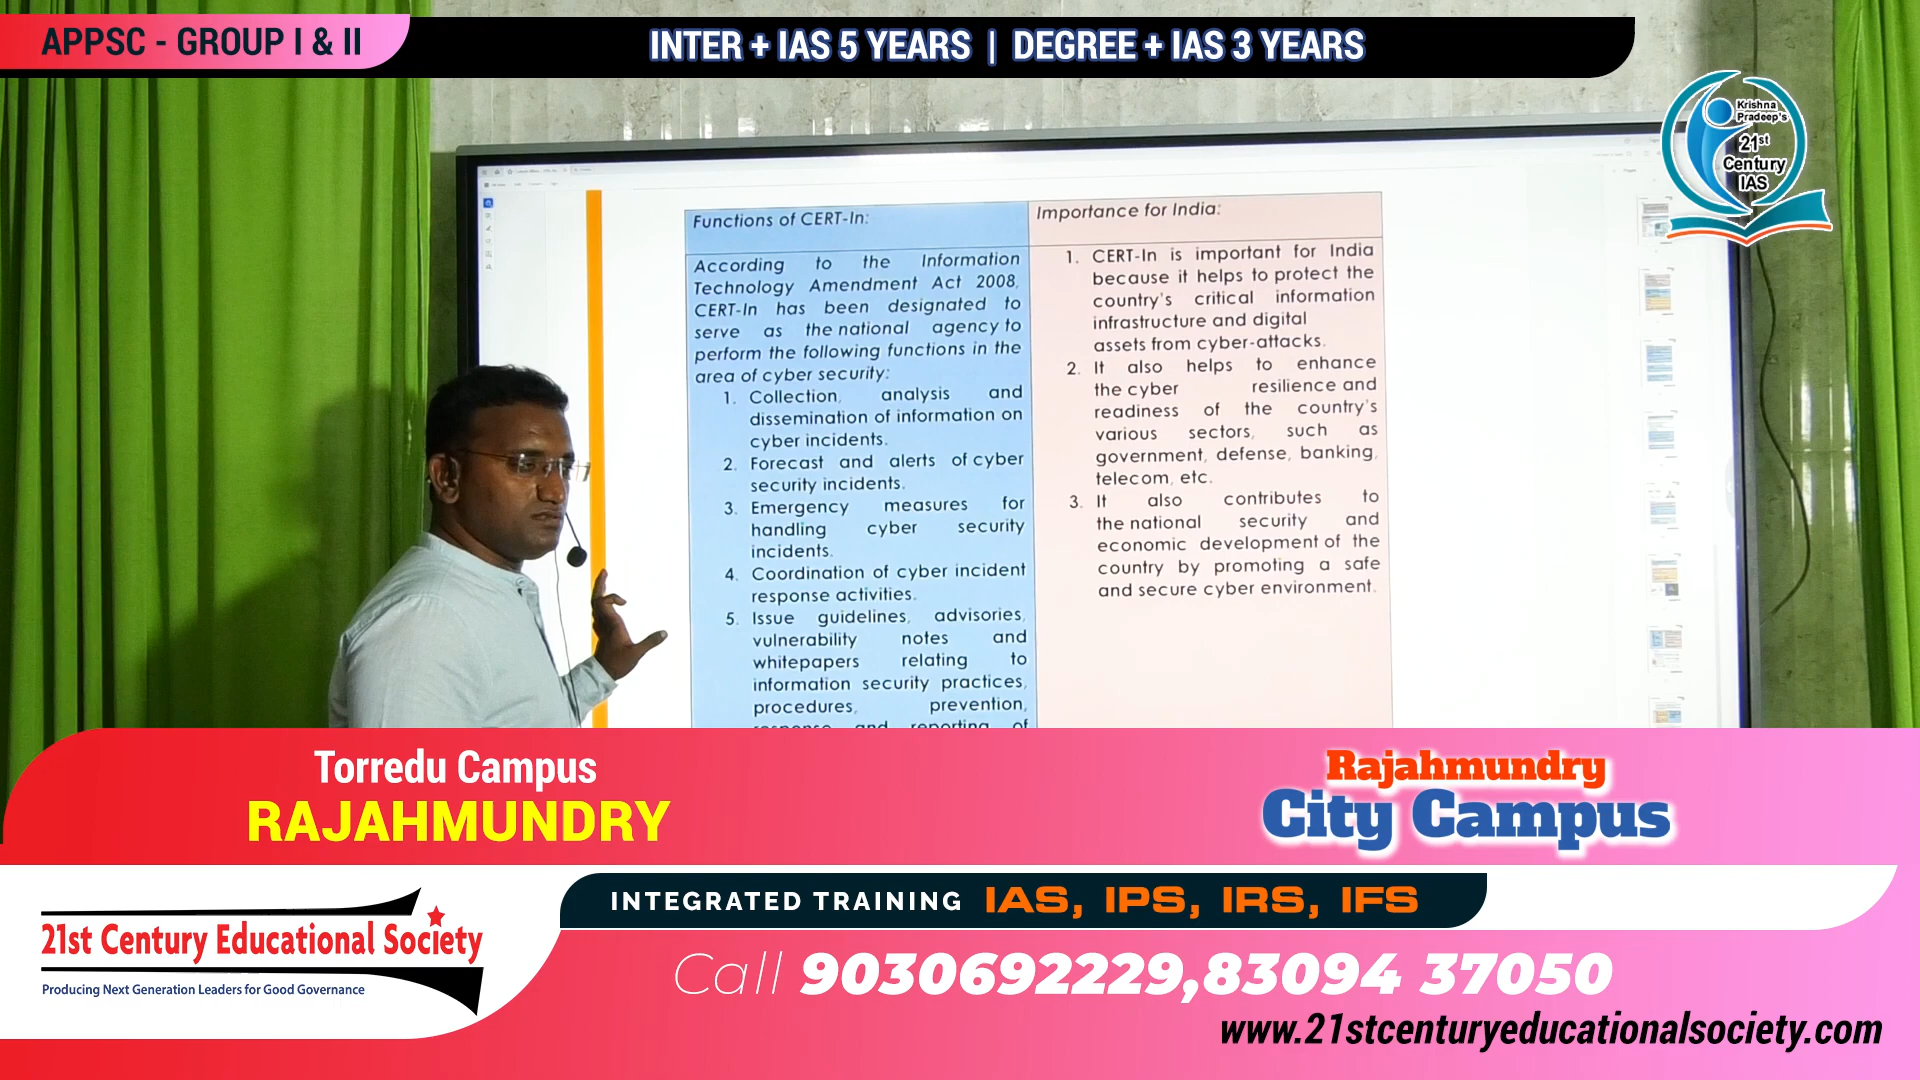 APPSC - GROUP I & II
INTER + IAS 5 YEARS | DEGREE + IAS 3 YEARS
Krishna
Pradeep's
21st
Century
IAS
Functions of CERT-In:
According to the Information
Technology Amendment Act 2008,
CERT-In has been designated to
serve as the national agency to
perform the following functions in the
area of cyber security:
1. Collection, analysis and
dissemination of information on
cyber incidents.
2. Forecast and alerts of cyber
security incidents.
3. Emergency measures for
handling cyber security
incidents.
4. Coordination of cyber incident
response activities.
5. Issue guidelines, advisories,
vulnerability notes and
whitepapers relating to
information security practices,
procedures, prevention,
response and reporting of
Importance for India:
1. CERT-In is important for India
because it helps to protect the
country's critical information
infrastructure and digital
assets from cyber-attacks.
2. It also helps to enhance
the cyber resilience and
readiness of the country's
various sectors, such as
government, defense, banking,
telecom, etc.
3. It also contributes to
the national security and
economic development of the
country by promoting a safe
and secure cyber environment.
Torredu Campus
RAJAHMUNDRY
Rajahmundry
City Campus
21st Century Educational Society
Producing Next Generation Leaders for Good Governance
INTEGRATED TRAINING IAS, IPS, IRS, IFS
Call 9030692229,83094 37050
www.21stcenturyeducationalsociety.com